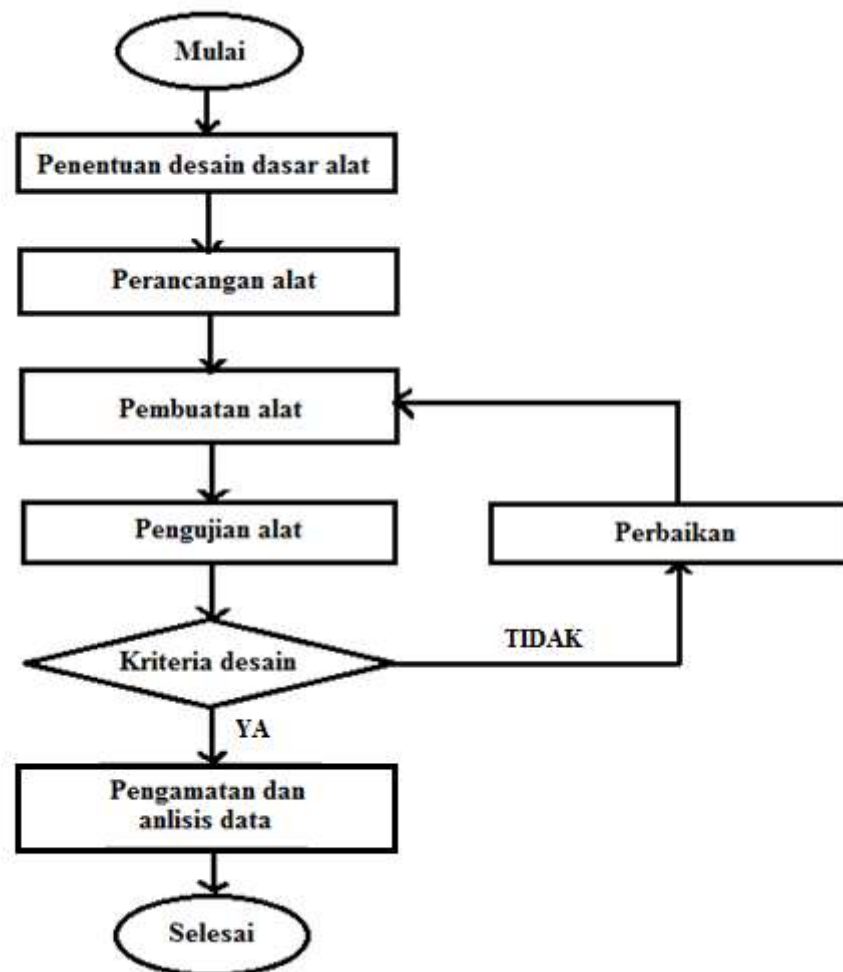 Mulai
Penentuan desain dasar alat
Perancangan alat
Pembuatan alat
Pengujian alat
Perbaikan
Kriteria desain
TIDAK
YA
Pengamatan dan
anlisis data
Selesai